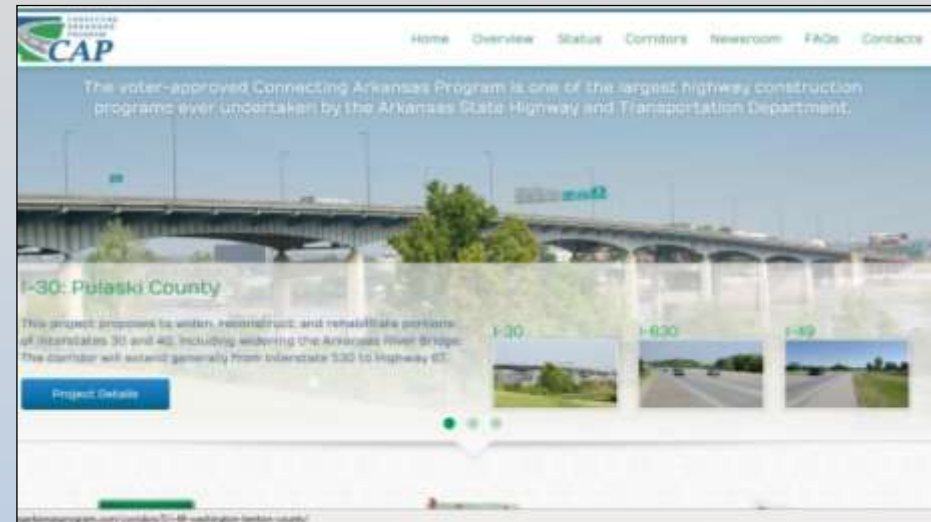 CONNECTING
ARKANSAS
PROGRAM
CAP
Home Overview Status Corridors Newsroom FAQs Contacts
The voter-approved Connecting Arkansas Program is one of the largest highway construction
programs ever undertaken by the Arkansas State Highway and Transportation Department.
I-30: Pulaski County
This project proposes to widen, reconstruct, and rehabilitate portions
of Interstates 30 and 40, including widening the Arkansas River Bridge.
The corridor will extend generally from Interstate 530 to Highway 67.
Project Details
I-30 I-630 I-49